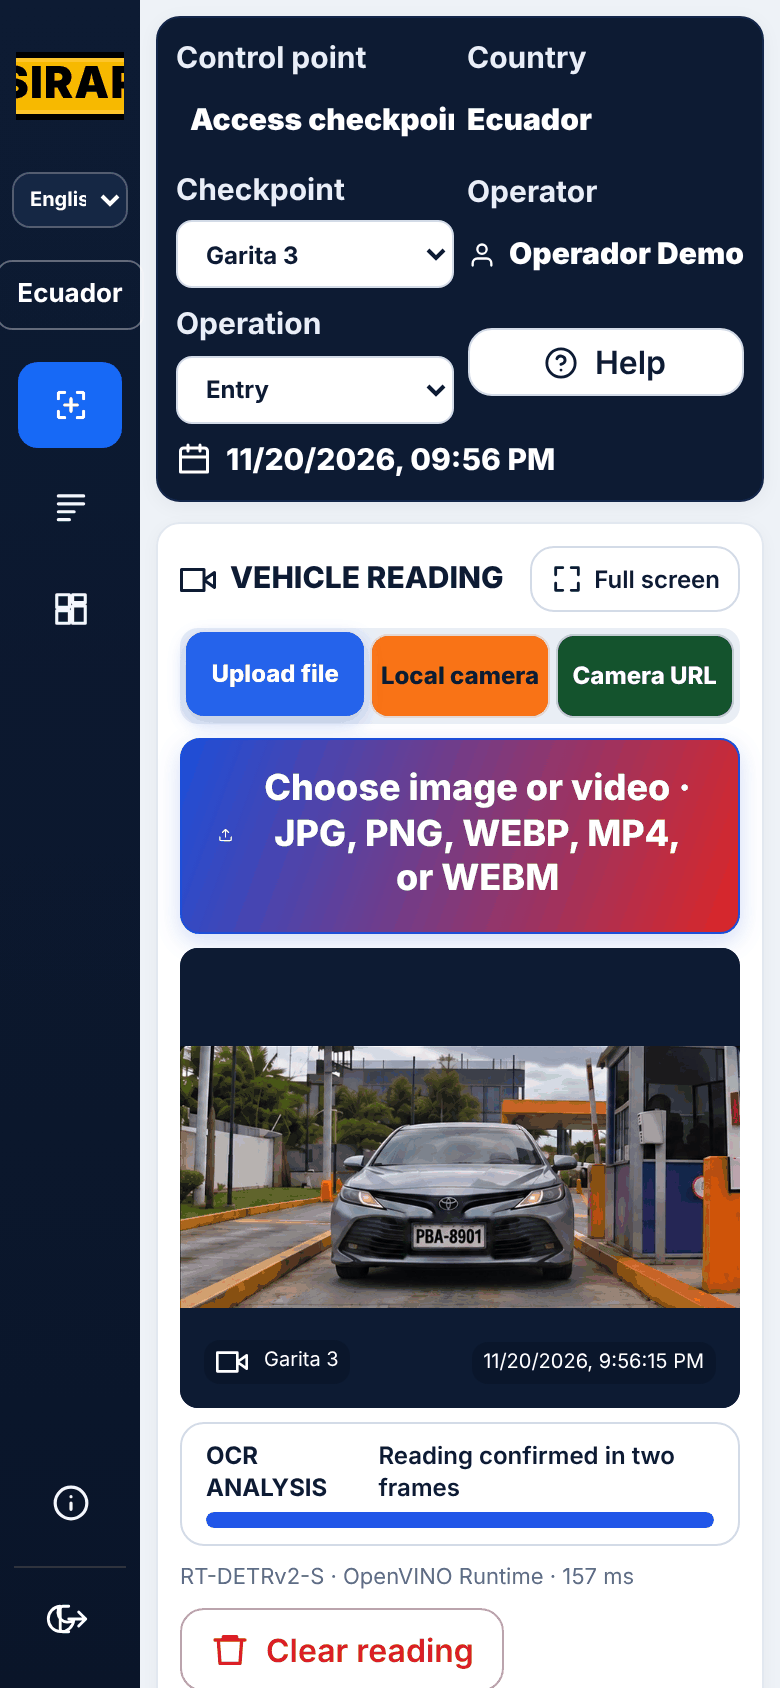 SIRAP
Englis
Ecuador
Control point
Country
Access checkpoi
Ecuador
Checkpoint
Operator
Garita 3
Operador Demo
Operation
Entry
Help
11/20/2026, 09:56 PM
VEHICLE READING
Full screen
Upload file
Local camera
Camera URL
Choose image or video ·
JPG, PNG, WEBP, MP4,
or WEBM
PBA-8901
Garita 3
11/20/2026, 9:56:15 PM
OCR
ANALYSIS
Reading confirmed in two
frames
RT-DETRv2-S · OpenVINO Runtime · 157 ms
Clear reading